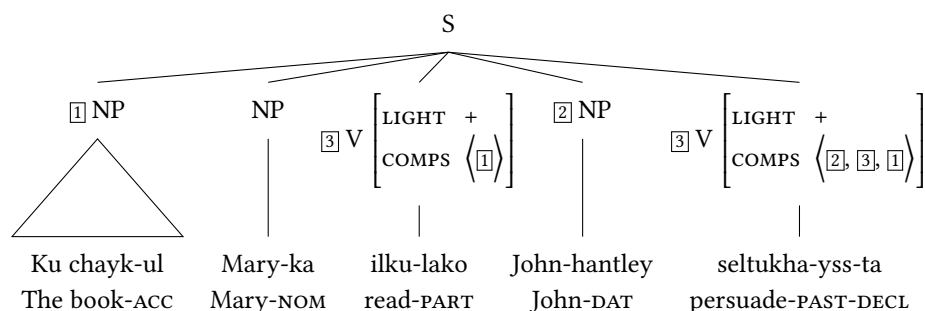 S
[1] NP NP [3] V [LIGHT + COMPS ⟨[1]⟩] [2] NP [3] V [LIGHT + COMPS ⟨[2], [3], [1]⟩]
Ku chayk-ul Mary-ka ilku-lako John-hantley seltukha-yss-ta
The book-ACC Mary-NOM read-PART John-DAT persuade-PAST-DECL